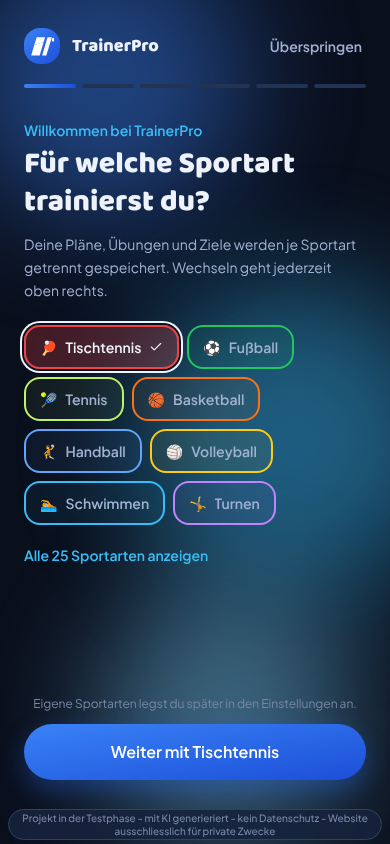 TrainerPro
Überspringen
Willkommen bei TrainerPro
Für welche Sportart
trainierst du?
Deine Pläne, Übungen und Ziele werden je Sportart
getrennt gespeichert. Wechseln geht jederzeit
oben rechts.
Tischtennis
Fußball
Tennis
Basketball
Handball
Volleyball
Schwimmen
Turnen
Alle 25 Sportarten anzeigen
Eigene Sportarten legst du später in den Einstellungen an.
Weiter mit Tischtennis
Projekt in der Testphase – mit KI generieriert – kein Datenschutz – Website
ausschliesslich für private Zwecke